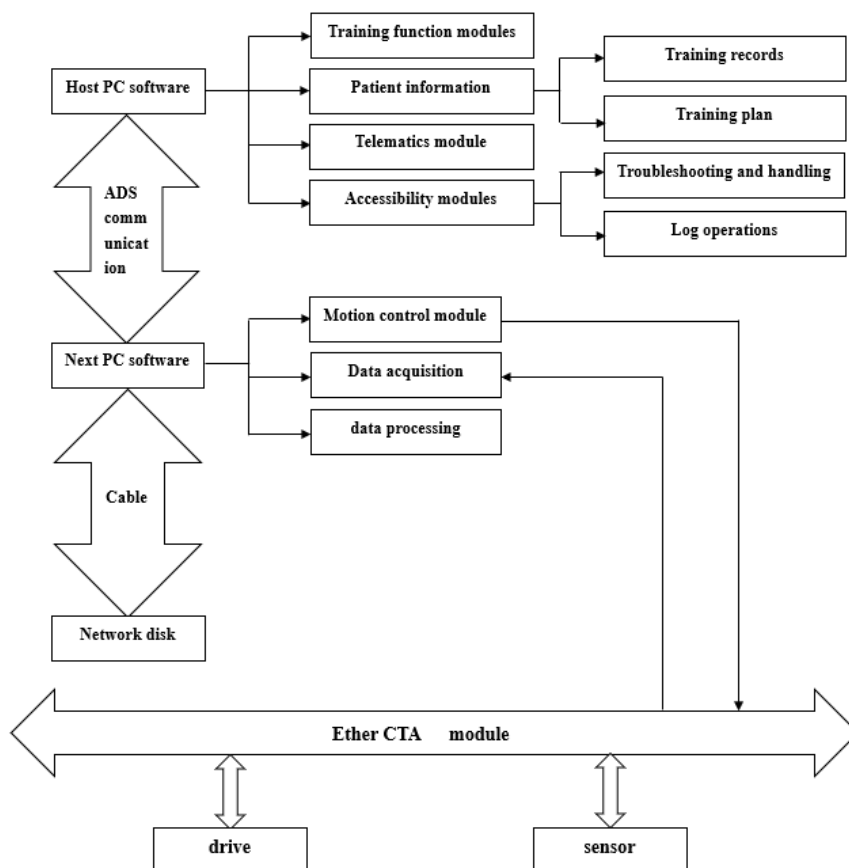 Training function modules
Host PC software
Patient information
Training records
Training plan
Telematics module
Accessibility modules
Troubleshooting and handling
Log operations
ADS
comm
unicat
ion
Next PC software
Motion control module
Data acquisition
data processing
Cable
Network disk
Ether CTA module
drive
sensor